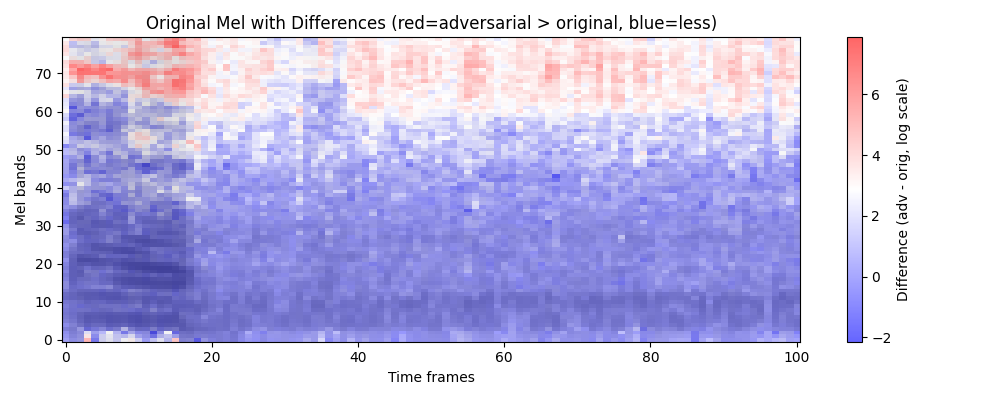 Original Mel with Differences (red=adversarial > original, blue=less)
Mel bands
70
60
50
40
30
20
10
0
0 20 40 60 80 100
Time frames
6
4
2
0
−2
Difference (adv - orig, log scale)